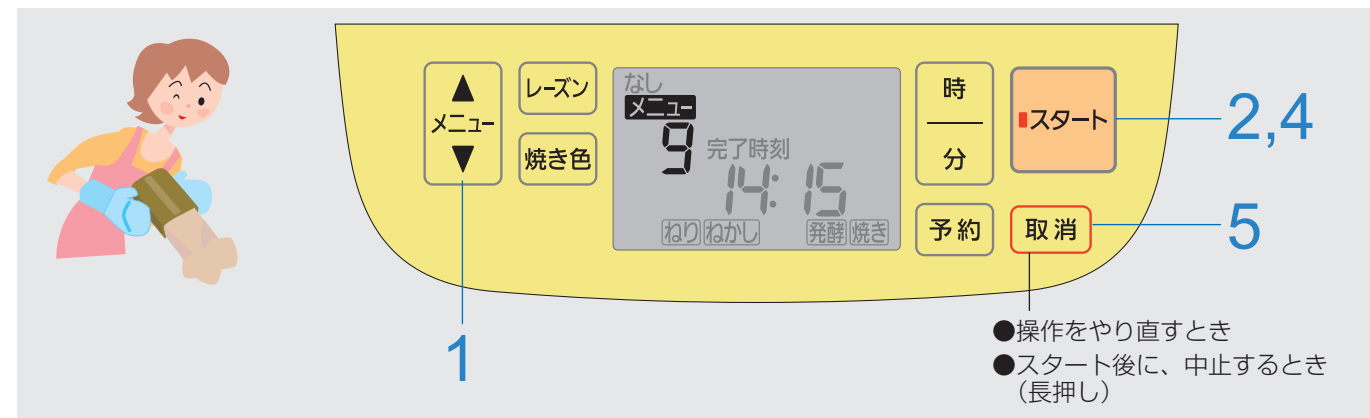 ▲
メニュー
▼
レーズン
焼き色
なし
メニュー
9
完了時刻
14:15
ねり ねかし 発酵 焼き
時
分
予約
スタート
取消
2,4
5
1
●操作をやり直すとき
●スタート後に、中止するとき
（長押し）